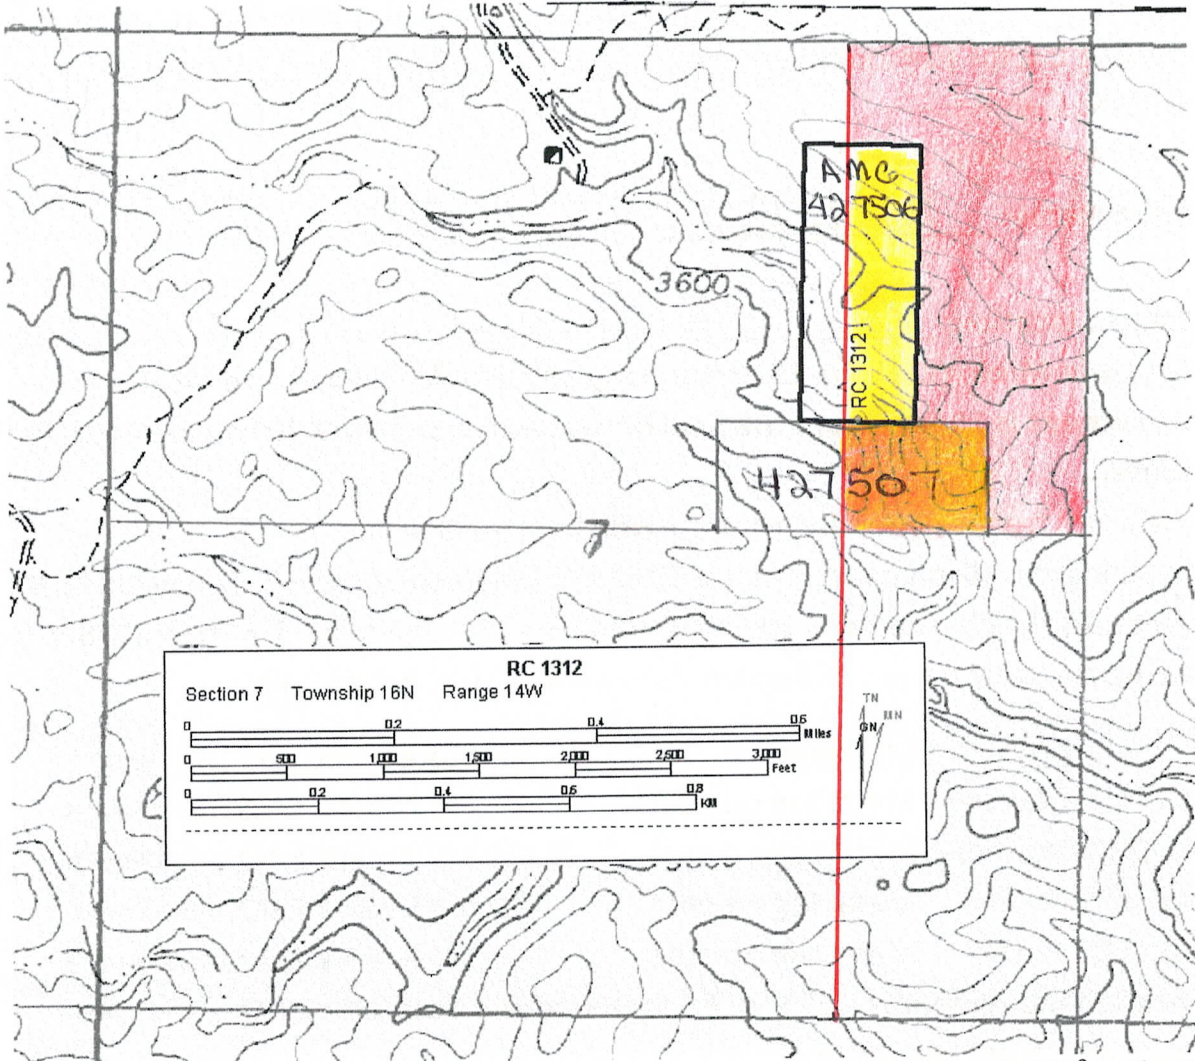 AMC
427506
3600
RC 1312
427507
7
RC 1312
Section 7 Township 16N Range 14W
0 0.2 0.4 0.6 Miles
0 500 1,000 1,500 2,000 2,500 3,000 Feet
0 0.2 0.4 0.6 0.8 KM
TN
GN MN